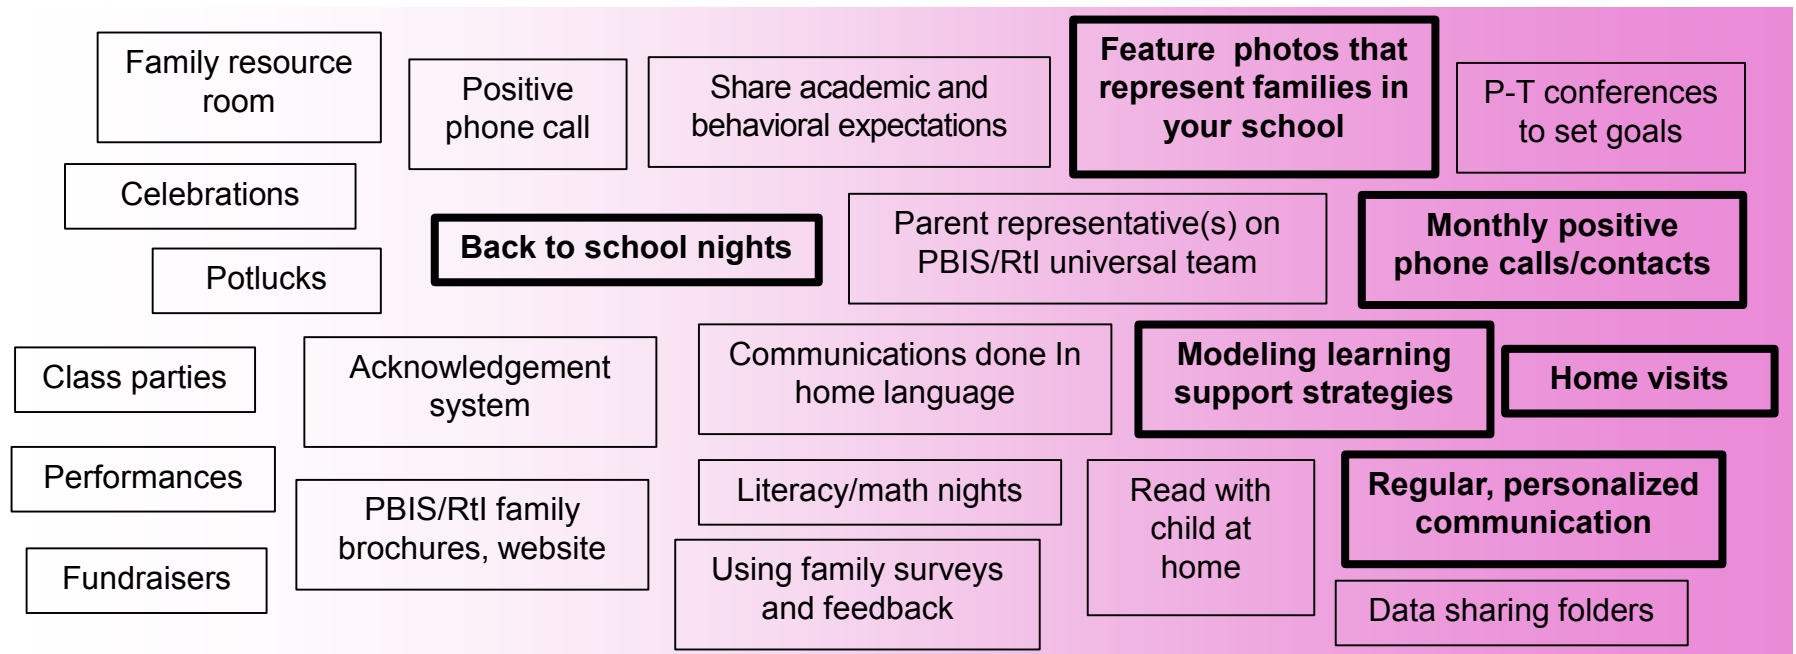 Family resource
room
Positive
phone call
Share academic and
behavioral expectations
Feature  photos that
represent families in
your school
P-T conferences
to set goals
Celebrations
Back to school nights
Parent representative(s) on
PBIS/RtI universal team
Monthly positive
phone calls/contacts
Potlucks
Class parties
Acknowledgement
system
Communications done In
home language
Modeling learning
support strategies
Home visits
Performances
PBIS/RtI family
brochures, website
Literacy/math nights
Read with
child at
home
Regular, personalized
communication
Fundraisers
Using family surveys
and feedback
Data sharing folders